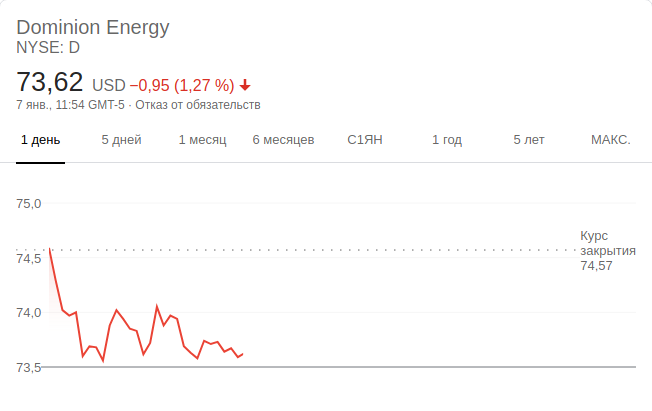 Dominion Energy
NYSE: D
73,62 USD −0,95 (1,27 %)
7 янв., 11:54 GMT-5 · Отказ от обязательств
1 день 5 дней 1 месяц 6 месяцев С1ЯН 1 год 5 лет МАКС.
75,0
Курс
закрытия
74,57
74,5
74,0
73,5